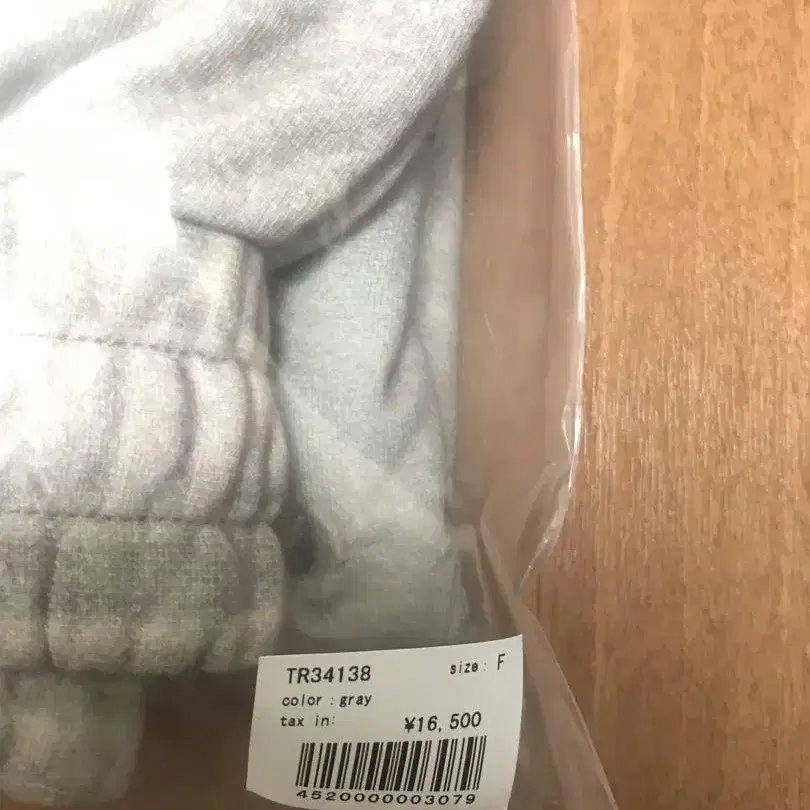 TR34138 size: F
color : gray
tax in: ¥16,500
4520000003079